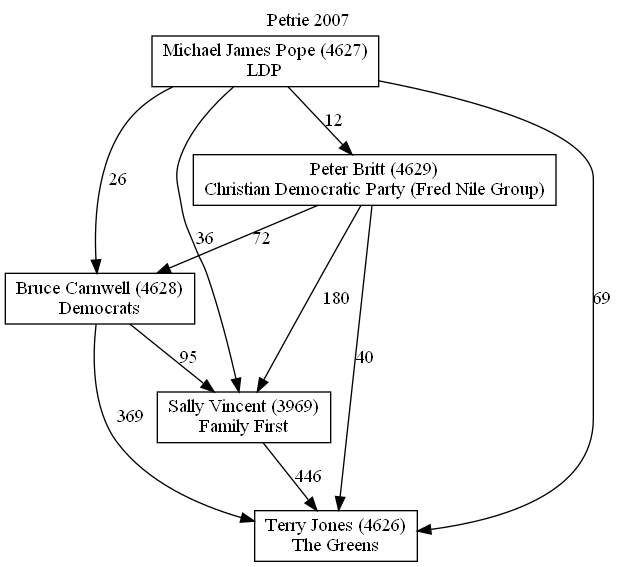 Petrie 2007
Michael James Pope (4627)
LDP
12
Peter Britt (4629)
Christian Democratic Party (Fred Nile Group)
26
36
72
69
Bruce Carnwell (4628)
Democrats
180
40
95
Sally Vincent (3969)
Family First
369
446
Terry Jones (4626)
The Greens